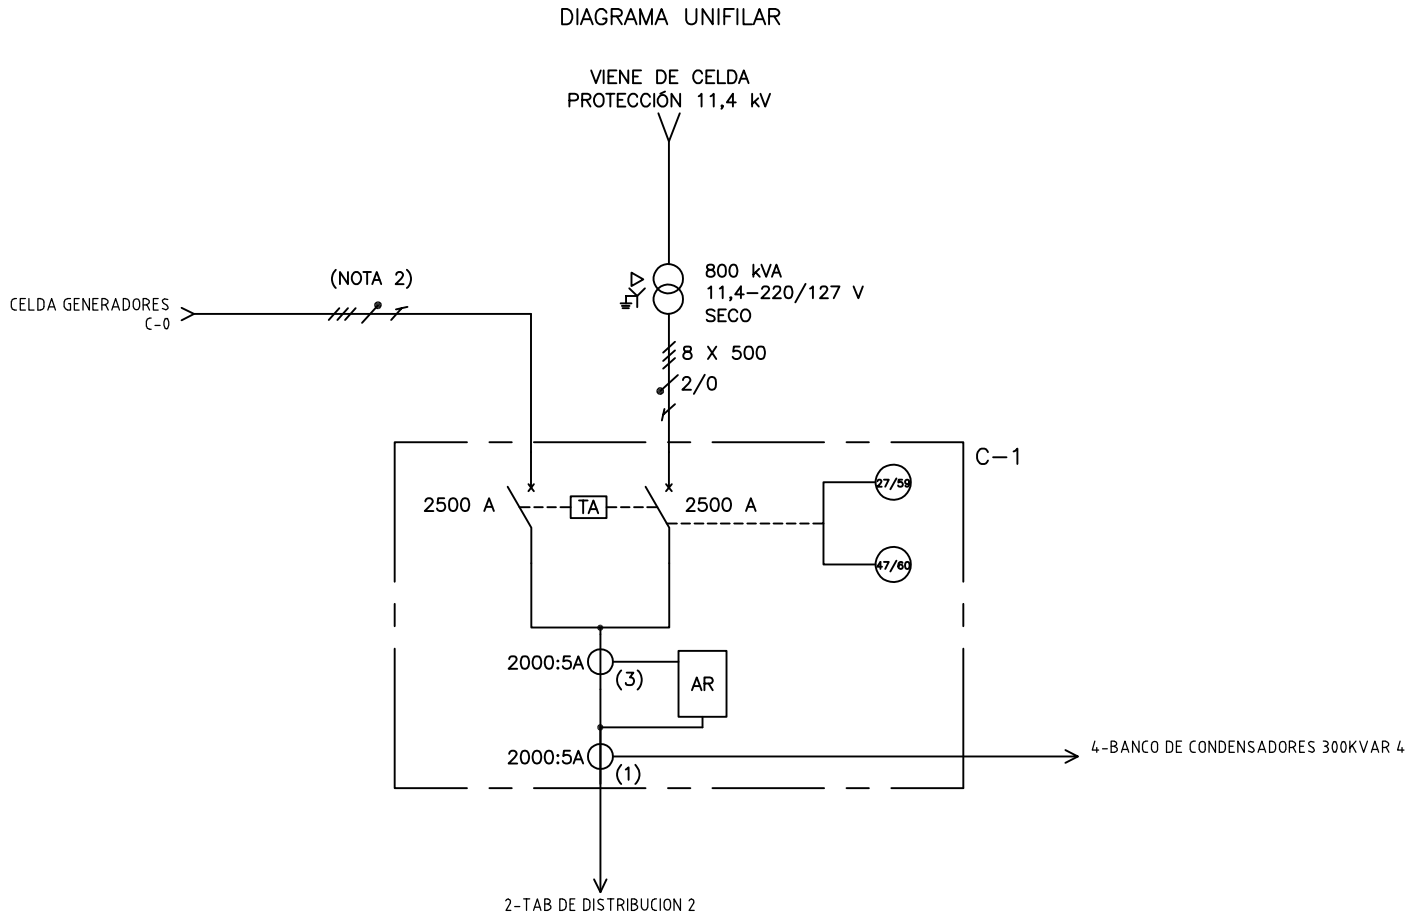 DIAGRAMA UNIFILAR
VIENE DE CELDA
PROTECCIÓN 11,4 kV
(NOTA 2)
CELDA GENERADORES
C-0
800 kVA
11,4-220/127 V
SECO
8 X 500
2/0
C-1
2500 A
TA
2500 A
27/59
47/60
2000:5A
(3)
AR
2000:5A
(1)
4-BANCO DE CONDENSADORES 300KVAR 4
2-TAB DE DISTRIBUCION 2